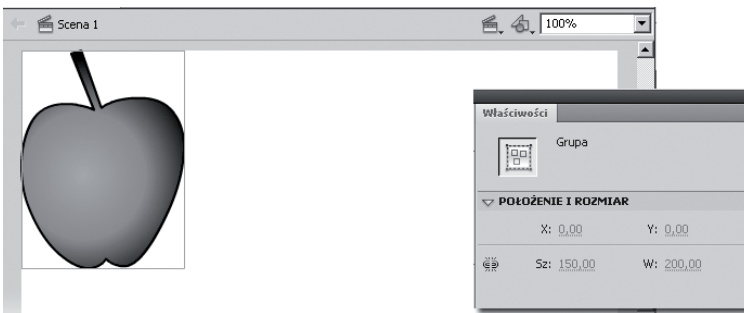 Scena 1
100%
Właściwości
Grupa
POŁOŻENIE I ROZMIAR
X: 0,00 Y: 0,00
Sz: 150,00 W: 200,00